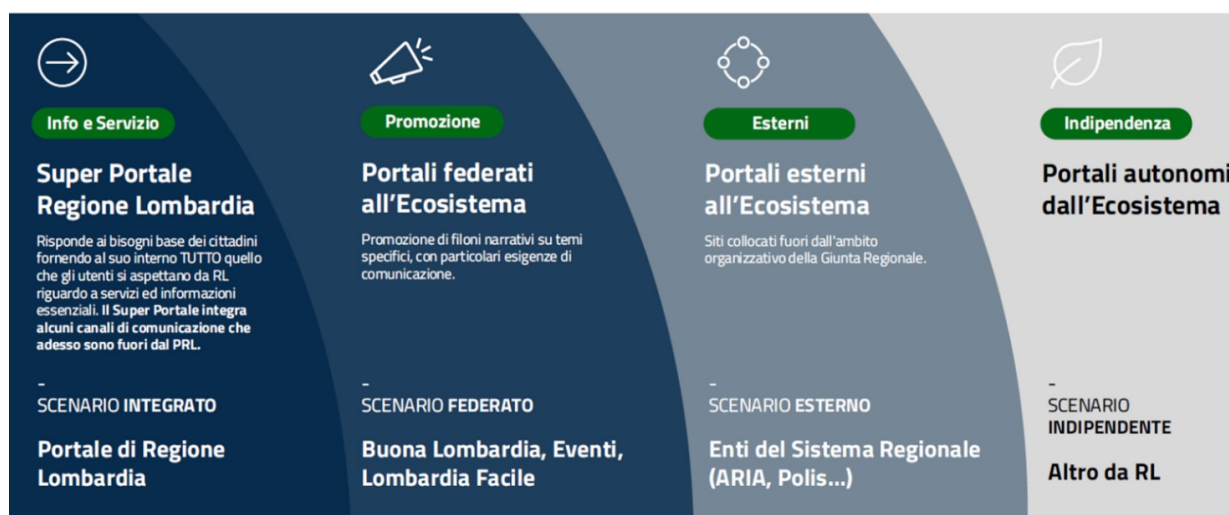 Info e Servizio
Super Portale
Regione Lombardia
Risponde ai bisogni base dei cittadini
fornendo al suo interno TUTTO quello
che gli utenti si aspettano da RL
riguardo a servizi ed informazioni
essenziali. Il Super Portale integra
alcuni canali di comunicazione che
adesso sono fuori dal PRL.
-
SCENARIO INTEGRATO
Portale di Regione
Lombardia
Promozione
Portali federati
all’Ecosistema
Promozione di filoni narrativi su temi
specifici, con particolari esigenze di
comunicazione.
-
SCENARIO FEDERATO
Buona Lombardia, Eventi,
Lombardia Facile
Esterni
Portali esterni
all’Ecosistema
Siti collocati fuori dall'ambito
organizzativo della Giunta Regionale.
-
SCENARIO ESTERNO
Enti del Sistema Regionale
(ARIA, Polis...)
Indipendenza
Portali autonomi
dall’Ecosistema
-
SCENARIO
INDIPENDENTE
Altro da RL